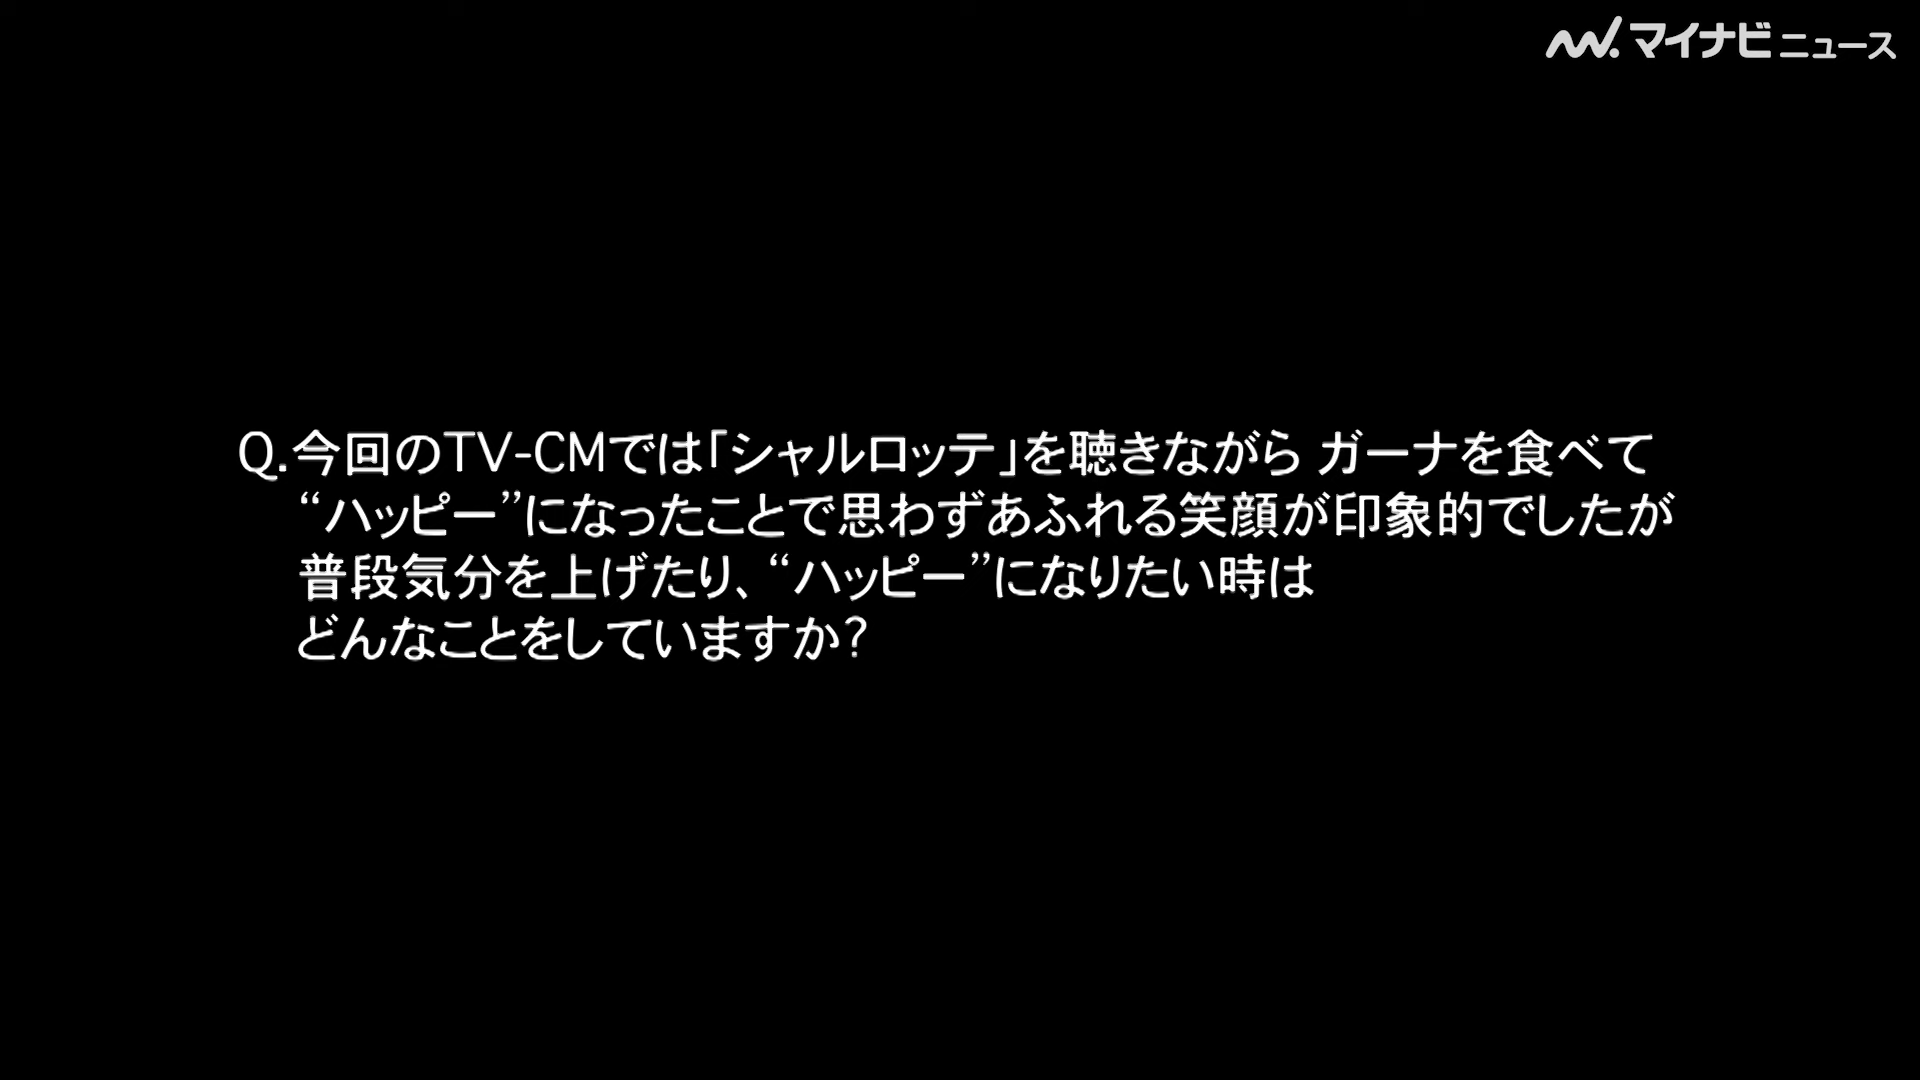 マイナビニュース
Q.今回のTV-CMでは「シャルロッテ」を聴きながら ガーナを食べて
“ハッピー”になったことで思わずあふれる笑顔が印象的でしたが
普段気分を上げたり、“ハッピー”になりたい時は
どんなことをしていますか?